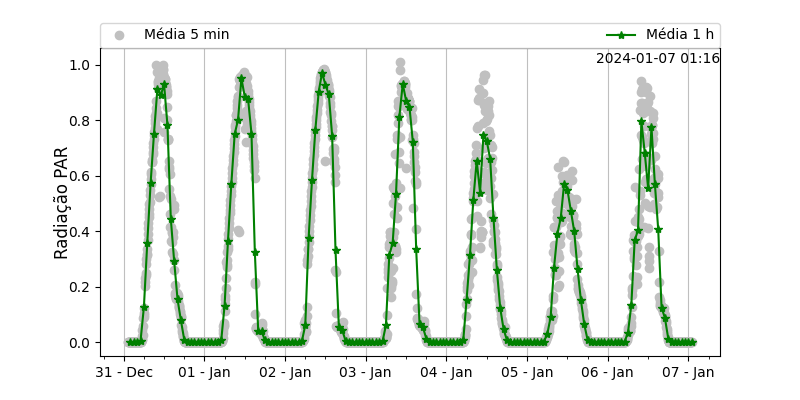 Média 5 min
Média 1 h
2024-01-07 01:16
Radiação PAR
1.0
0.8
0.6
0.4
0.2
0.0
31 - Dec
01 - Jan
02 - Jan
03 - Jan
04 - Jan
05 - Jan
06 - Jan
07 - Jan